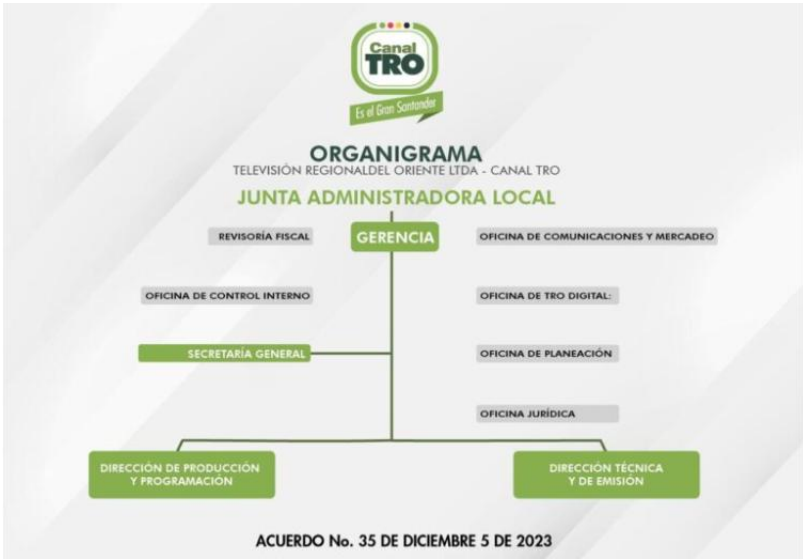 Canal
TRO
Es el Gran Santander
ORGANIGRAMA
TELEVISIÓN REGIONALDEL ORIENTE LTDA - CANAL TRO
JUNTA ADMINISTRADORA LOCAL
REVISORÍA FISCAL
GERENCIA
OFICINA DE COMUNICACIONES Y MERCADEO
OFICINA DE CONTROL INTERNO
OFICINA DE TRO DIGITAL:
SECRETARÍA GENERAL
OFICINA DE PLANEACIÓN
OFICINA JURÍDICA
DIRECCIÓN DE PRODUCCIÓN
Y PROGRAMACIÓN
DIRECCIÓN TÉCNICA
Y DE EMISIÓN
ACUERDO No. 35 DE DICIEMBRE 5 DE 2023